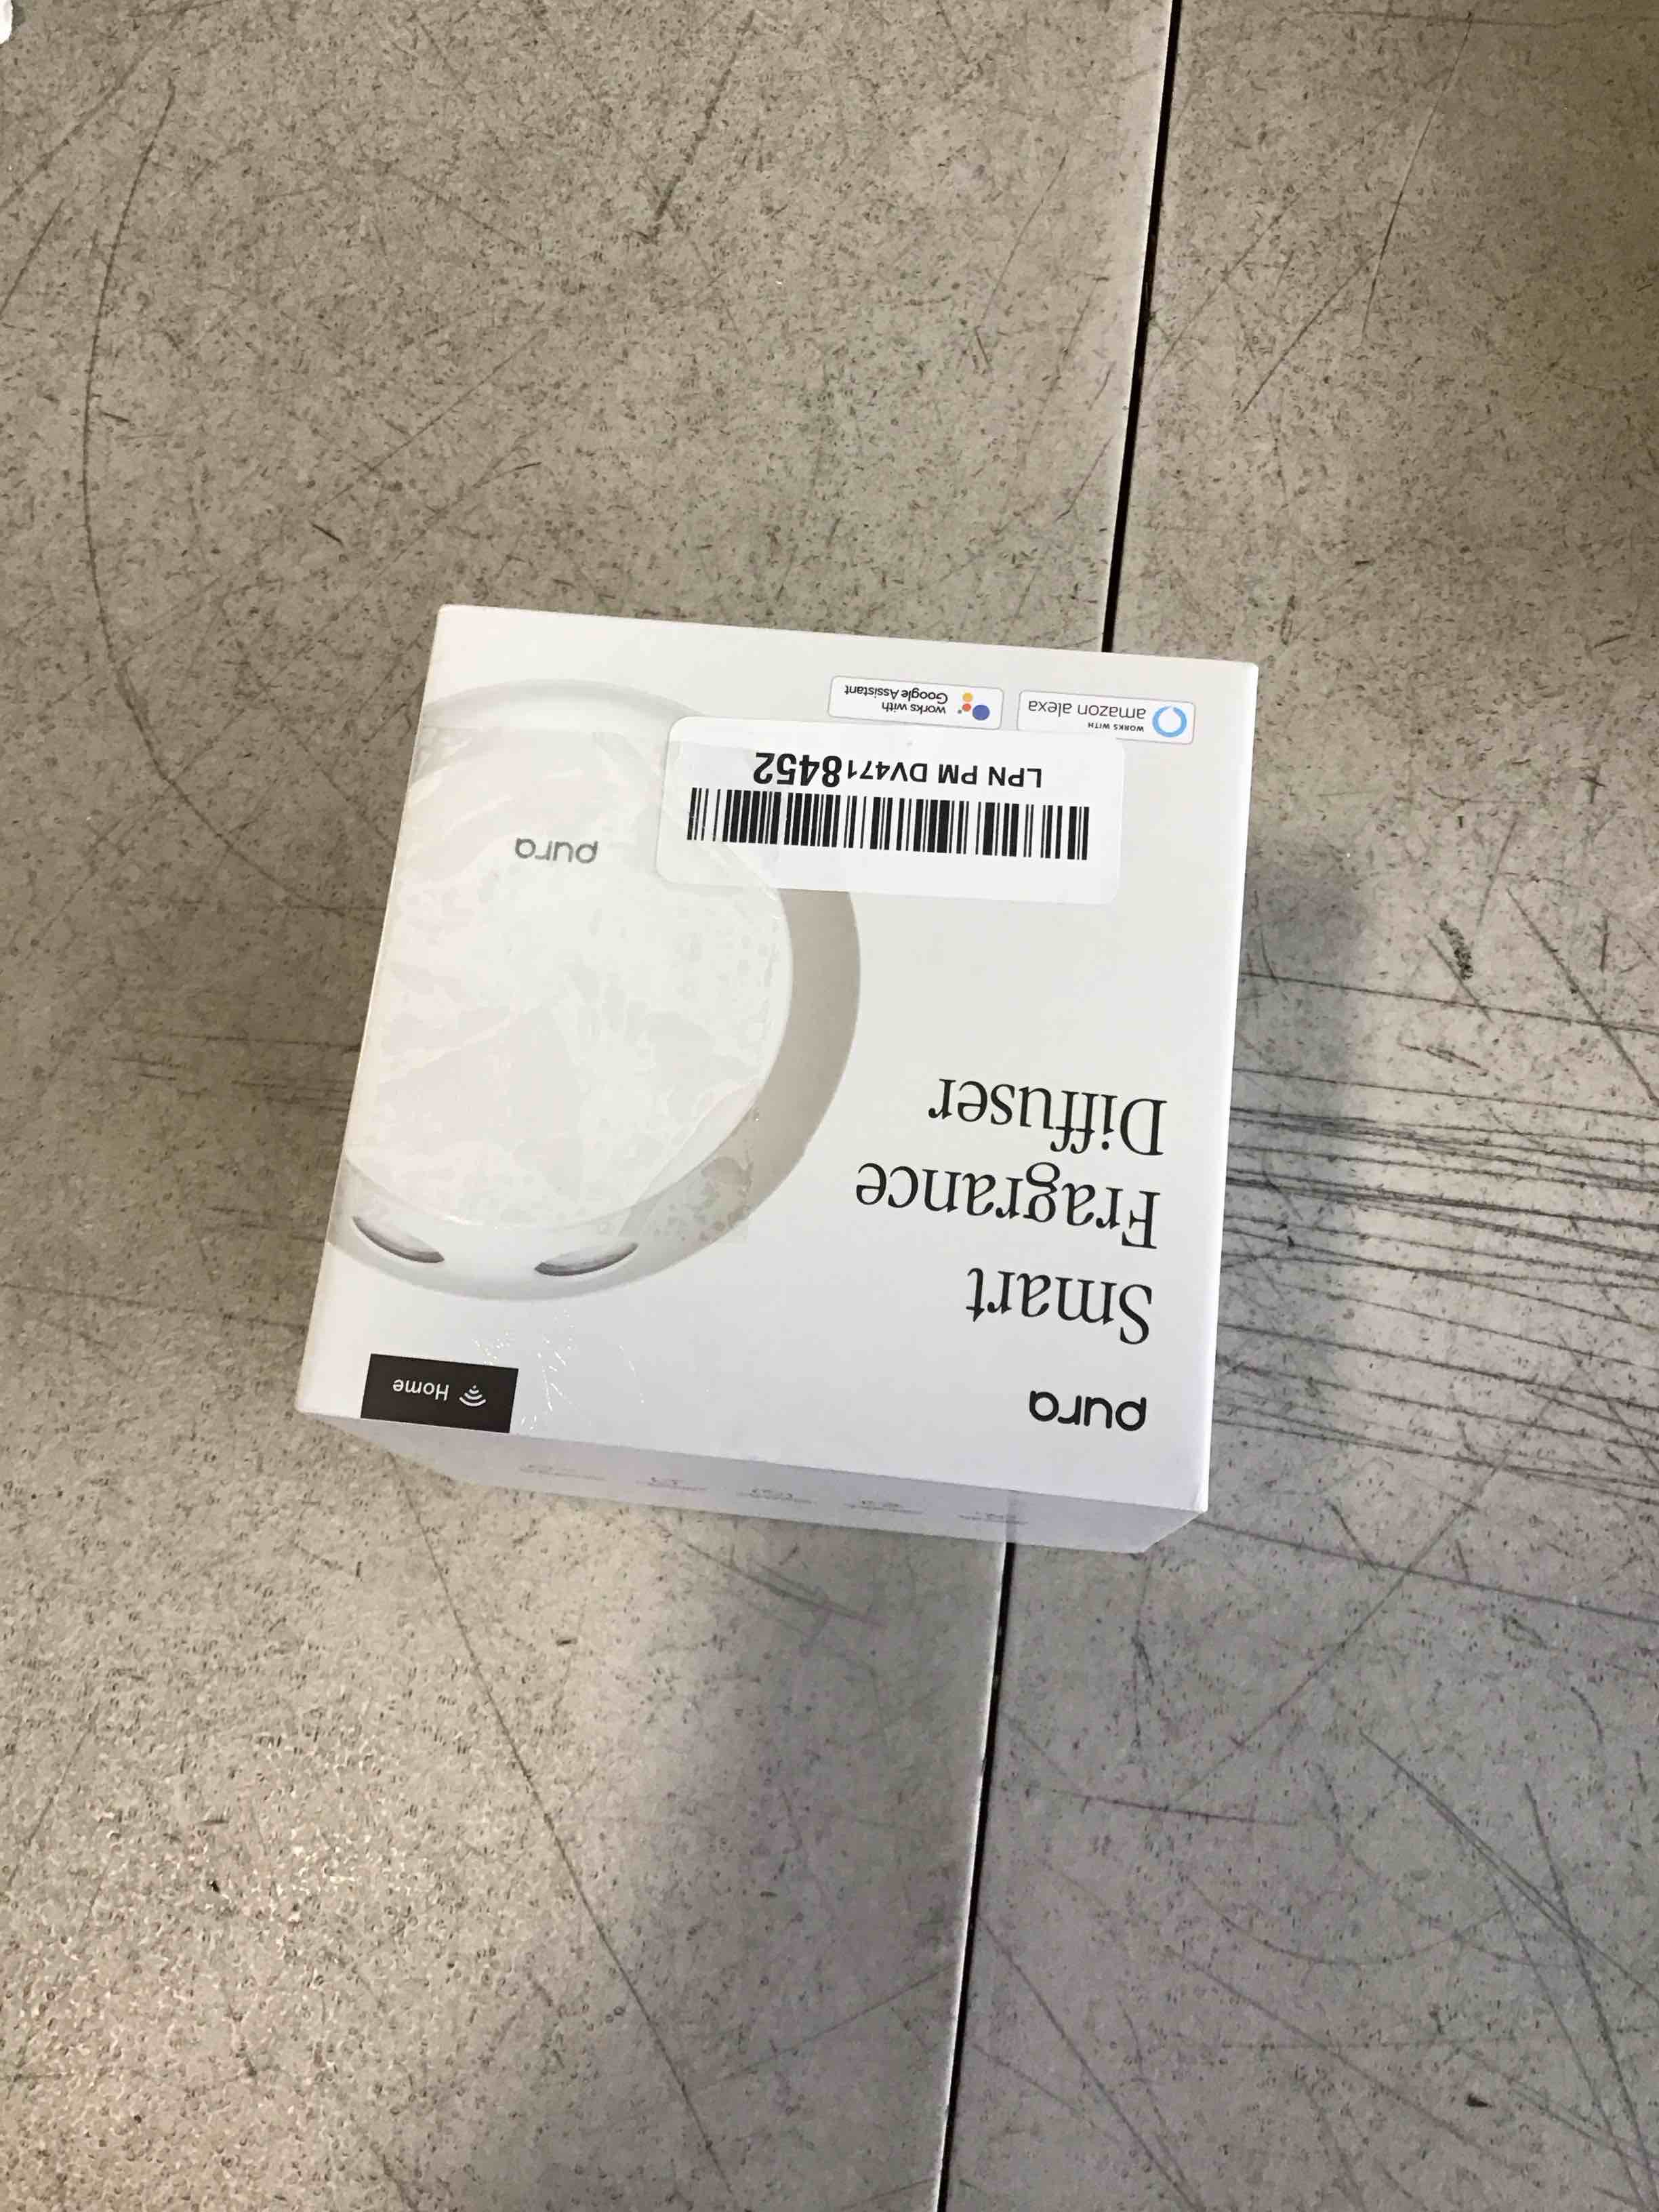 pura
Home
Smart
Fragrance
Diffuser
pura
LPN PM DV4718452
WORKS WITH
amazon alexa
works with
Google Assistant